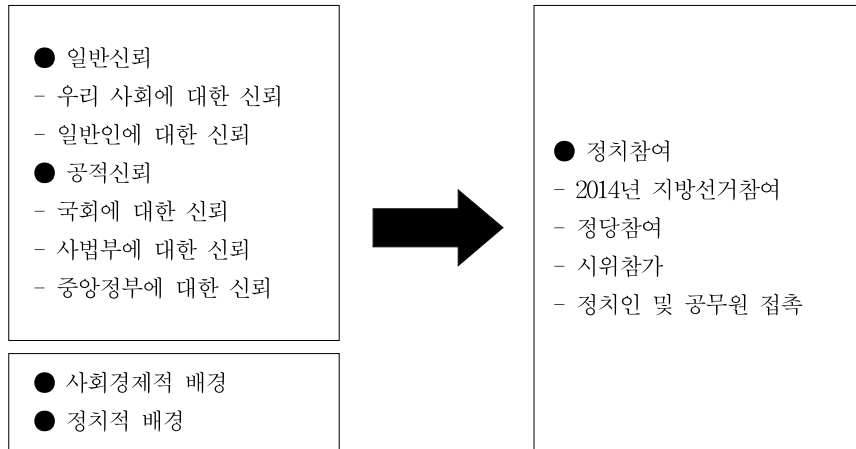 ● 일반신뢰
- 우리 사회에 대한 신뢰
- 일반인에 대한 신뢰
● 공적신뢰
- 국회에 대한 신뢰
- 사법부에 대한 신뢰
- 중앙정부에 대한 신뢰
● 사회경제적 배경
● 정치적 배경
● 정치참여
- 2014년 지방선거참여
- 정당참여
- 시위참가
- 정치인 및 공무원 접촉